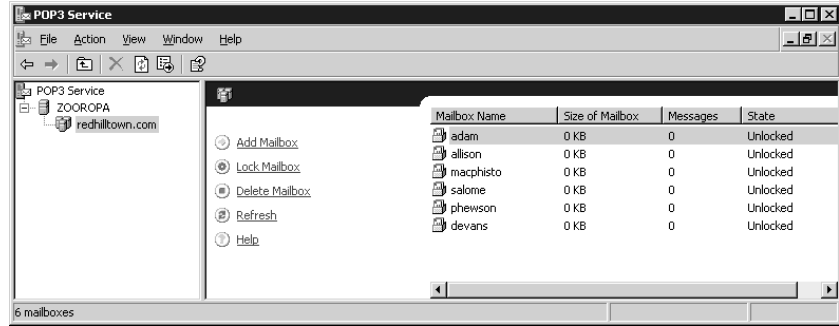 POP3 Service
File Action View Window Help
POP3 Service
ZOOROPA
redhilltown.com
Add Mailbox
Lock Mailbox
Delete Mailbox
Refresh
Help
Mailbox Name Size of Mailbox Messages State
adam 0 KB 0 Unlocked
allison 0 KB 0 Unlocked
macphisto 0 KB 0 Unlocked
salome 0 KB 0 Unlocked
phewson 0 KB 0 Unlocked
devans 0 KB 0 Unlocked
6 mailboxes